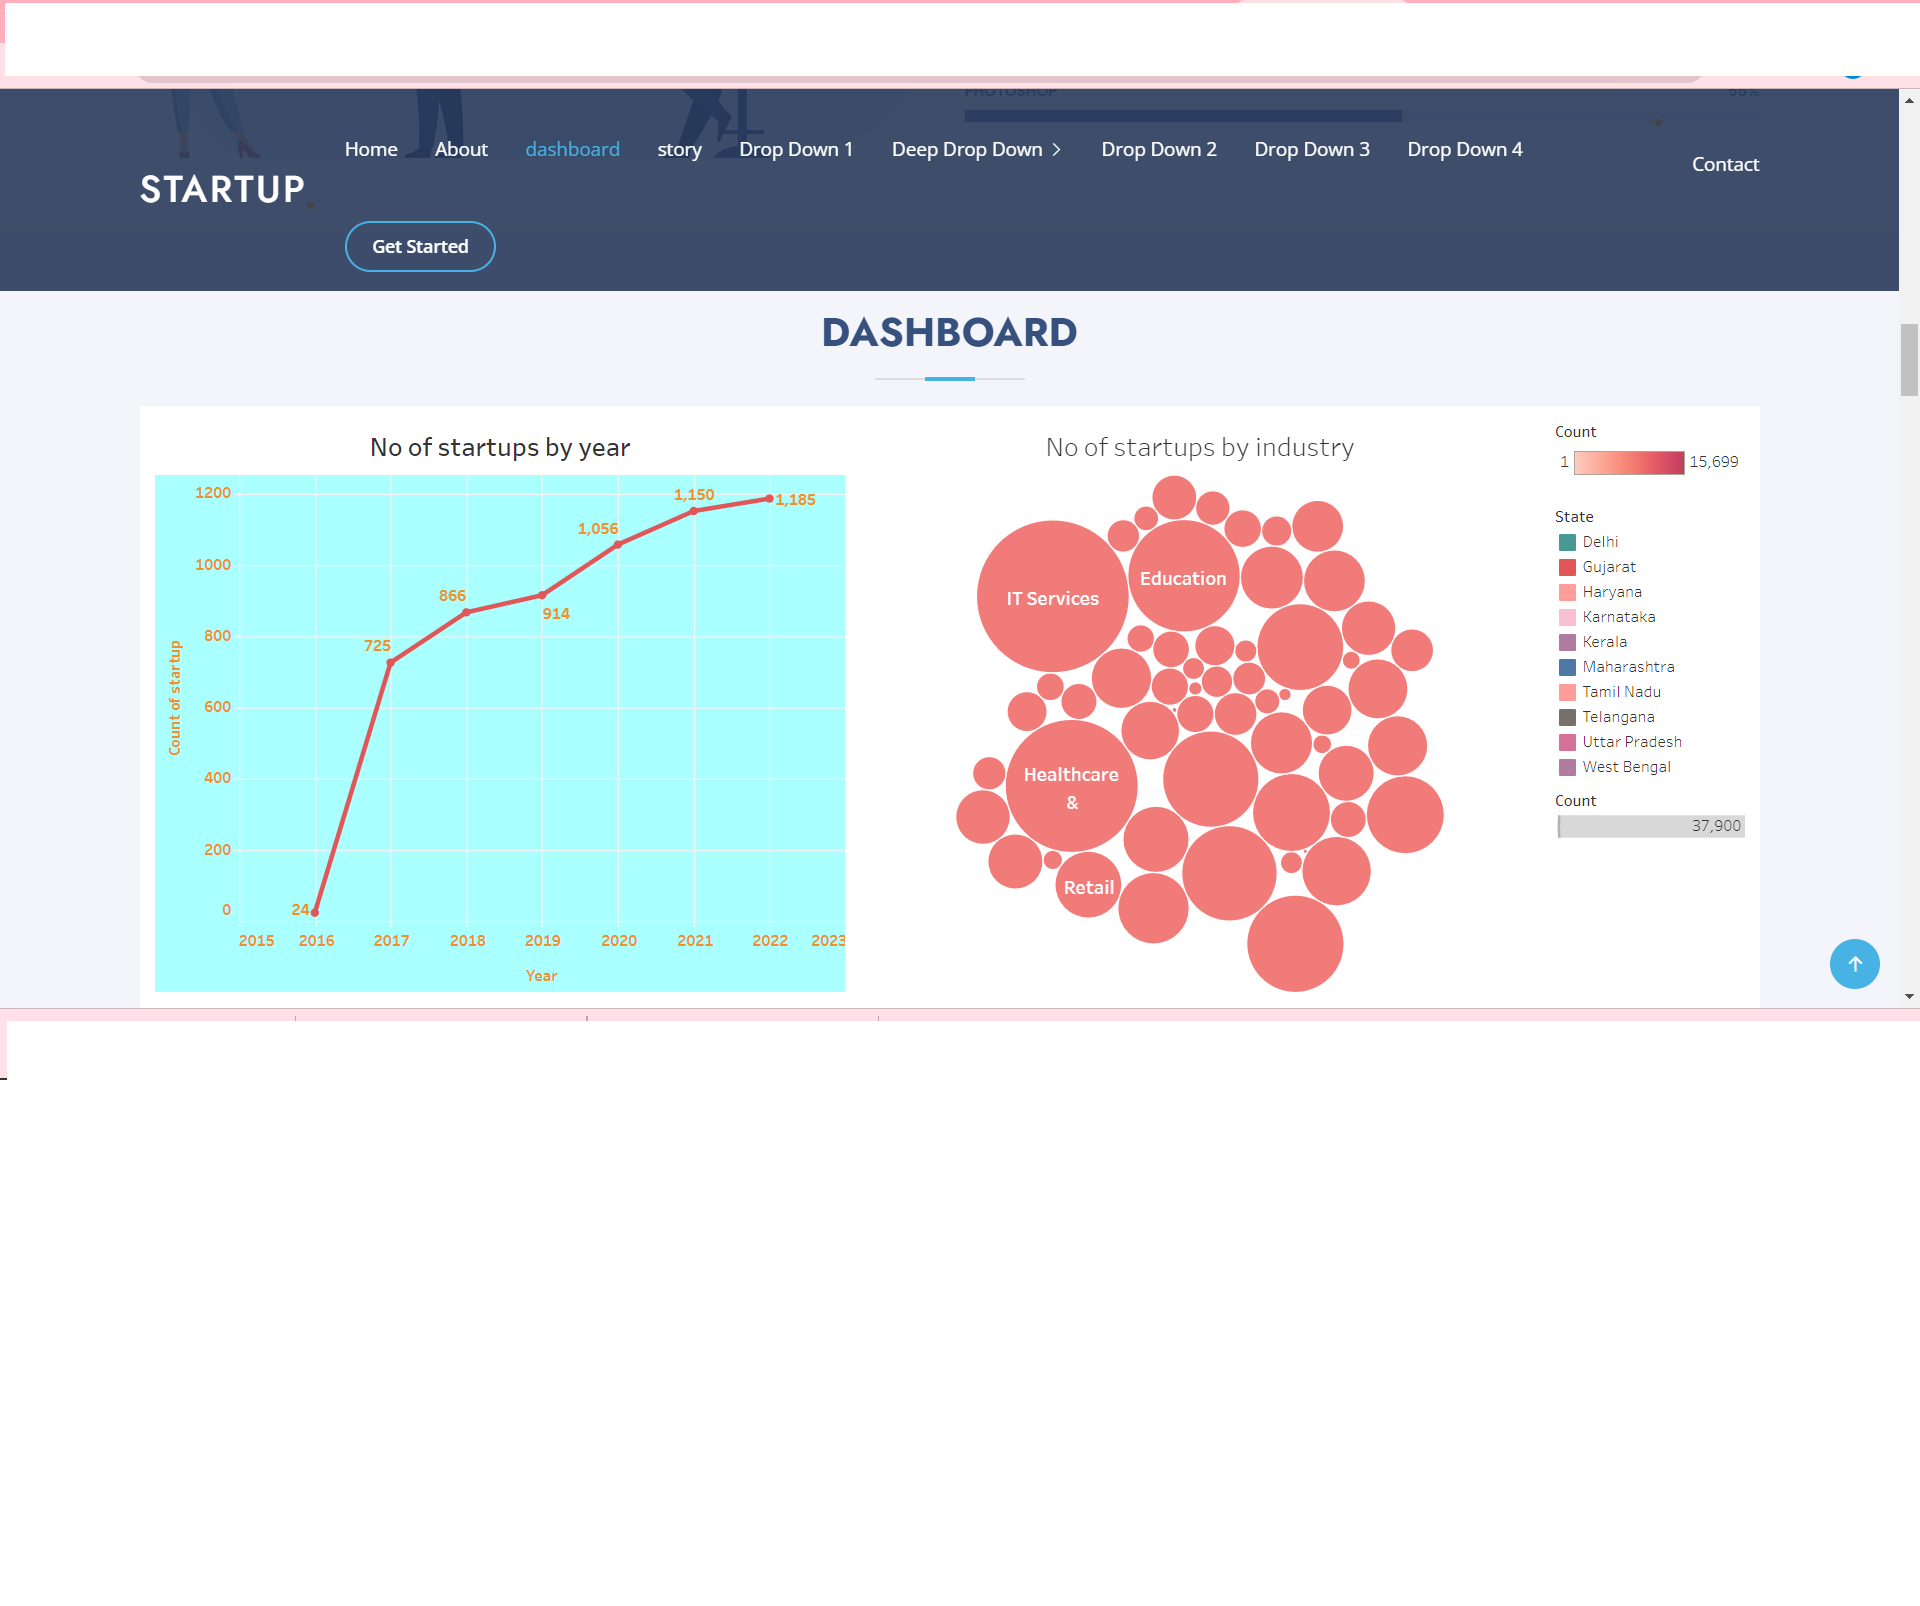 PHOTOSHOP 55%
Home About dashboard story Drop Down 1 Deep Drop Down Drop Down 2 Drop Down 3 Drop Down 4
Contact
STARTUP.
Get Started
DASHBOARD
No of startups by year
1200
1000
800
600
400
200
0
Count of startup
24
725
866
914
1,056
1,150
1,185
2015 2016 2017 2018 2019 2020 2021 2022 2023
Year
No of startups by industry
IT Services
Education
Healthcare
&
Retail
Count
1 15,699
State
Delhi
Gujarat
Haryana
Karnataka
Kerala
Maharashtra
Tamil Nadu
Telangana
Uttar Pradesh
West Bengal
Count
37,900